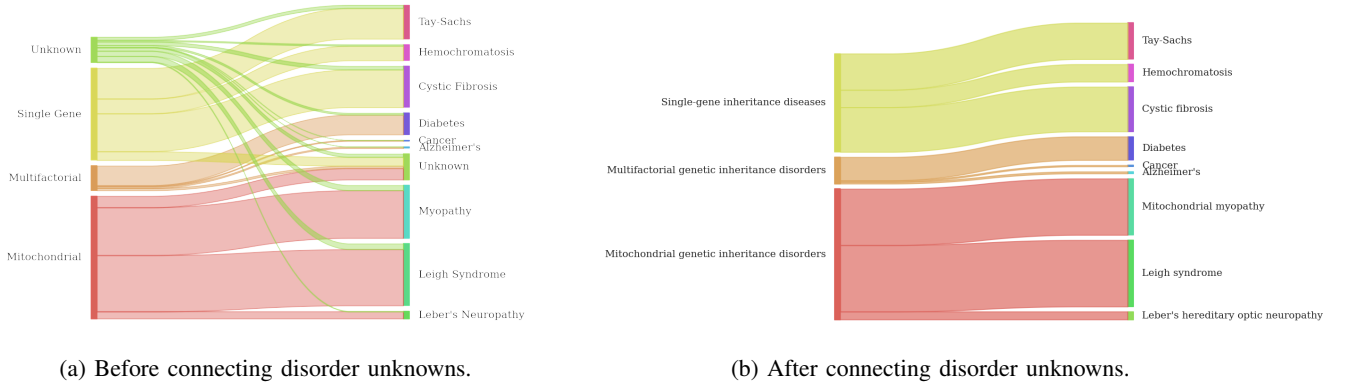 Unknown
Single Gene
Multifactorial
Mitochondrial
Tay-Sachs
Hemochromatosis
Cystic Fibrosis
Diabetes
Cancer
Alzheimer's
Unknown
Myopathy
Leigh Syndrome
Leber's Neuropathy
(a) Before connecting disorder unknowns.
Single-gene inheritance diseases
Multifactorial genetic inheritance disorders
Mitochondrial genetic inheritance disorders
Tay-Sachs
Hemochromatosis
Cystic fibrosis
Diabetes
Cancer
Alzheimer's
Mitochondrial myopathy
Leigh syndrome
Leber's hereditary optic neuropathy
(b) After connecting disorder unknowns.